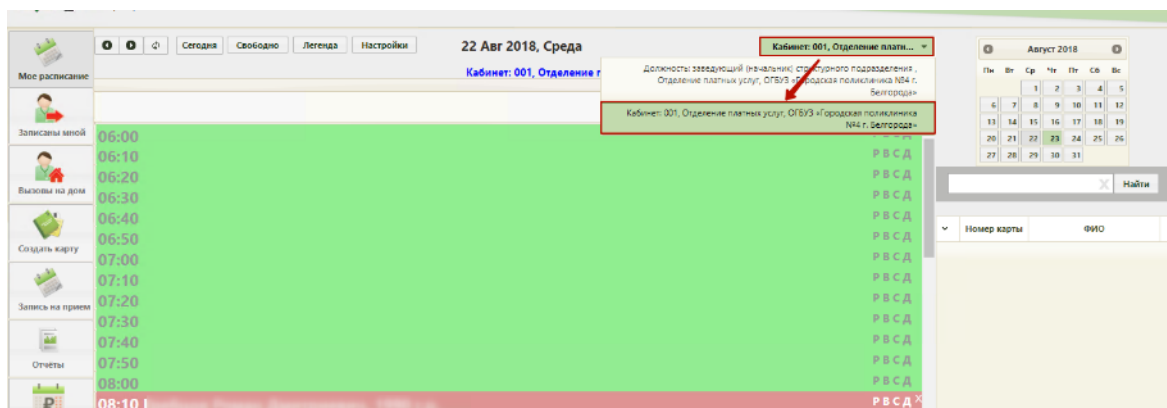 Сегодня Свободно Легенда Настройки 22 Авг 2018, Среда Кабинет: 001, Отделение платн...
Кабинет: 001, Отделение
Должность: заведующий (начальник) структурного подразделения ,
Отделение платных услуг, ОГБУЗ «Городская поликлиника №4 г.
Белгорода»
Кабинет: 001, Отделение платных услуг, ОГБУЗ «Городская поликлиника
№4 г. Белгорода»
Мое расписание
Записаны мной
Вызовы на дом
Создать карту
Запись на прием
Отчеты
06:00
06:10 Р В С Д
06:20 Р В С Д
06:30 Р В С Д
06:40 Р В С Д
06:50 Р В С Д
07:00 Р В С Д
07:10 Р В С Д
07:20 Р В С Д
07:30 Р В С Д
07:40 Р В С Д
07:50 Р В С Д
08:00 Р В С Д
08:10 Р В С Д X
Август 2018
Пн Вт Ср Чт Пт Сб Вс
1 2 3 4 5
6 7 8 9 10 11 12
13 14 15 16 17 18 19
20 21 22 23 24 25 26
27 28 29 30 31
X Найти
Номер карты ФИО